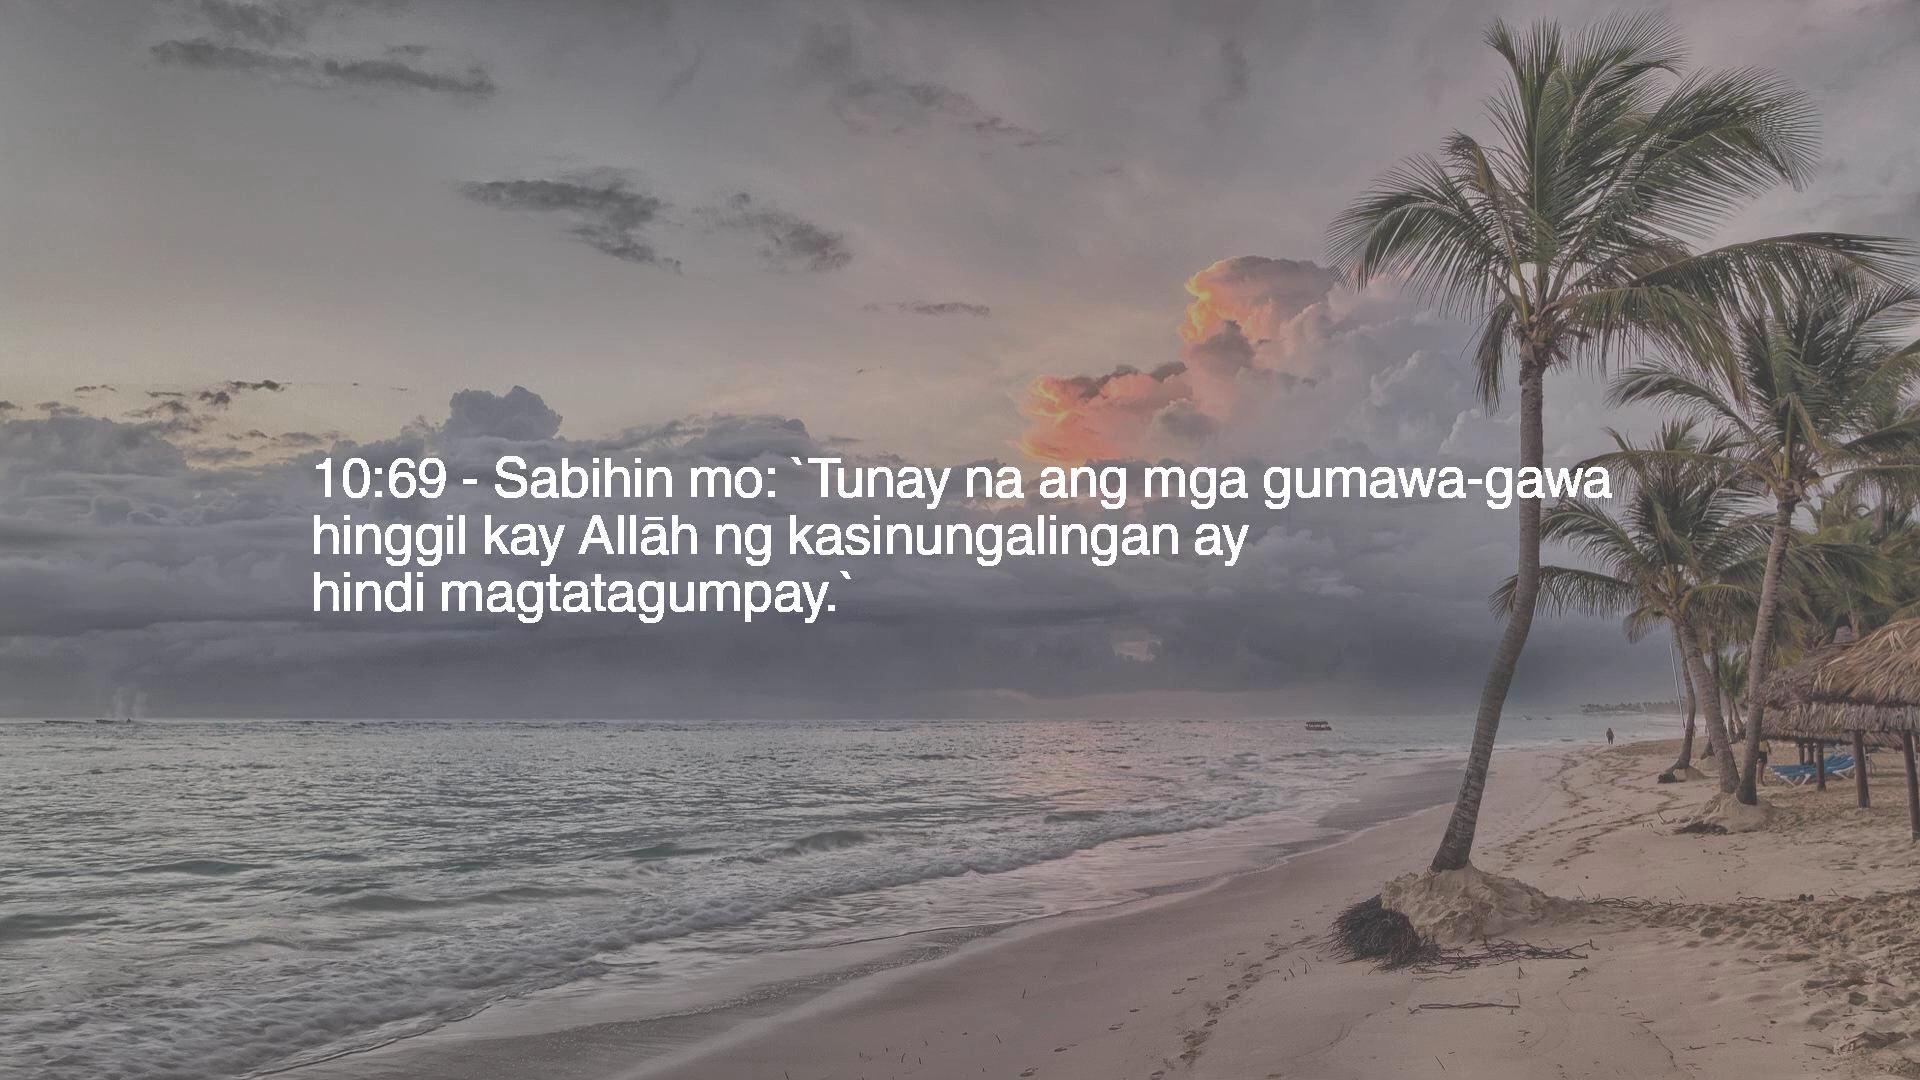 10:69 - Sabihin mo: `Tunay na ang mga gumawa-gawa
hinggil kay Allāh ng kasinungalingan ay
hindi magtatagumpay.`